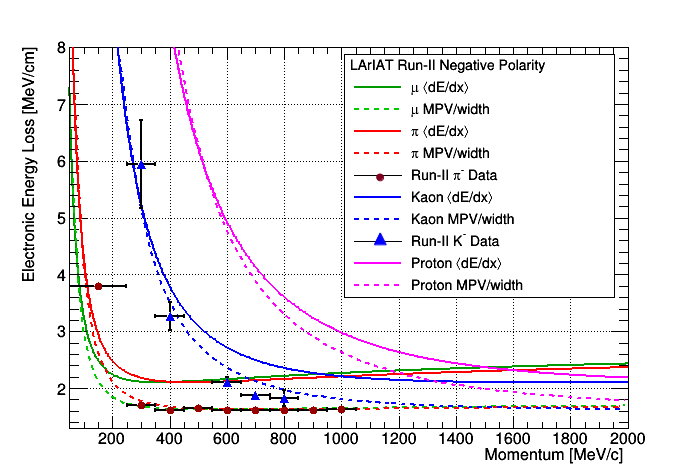 Electronic Energy Loss [MeV/cm]
8
7
6
5
4
3
2
LArIAT Run-II Negative Polarity
μ ⟨dE/dx⟩
μ MPV/width
π ⟨dE/dx⟩
π MPV/width
Run-II π⁻ Data
Kaon ⟨dE/dx⟩
Kaon MPV/width
Run-II K⁻ Data
Proton ⟨dE/dx⟩
Proton MPV/width
200 400 600 800 1000 1200 1400 1600 1800 2000
Momentum [MeV/c]